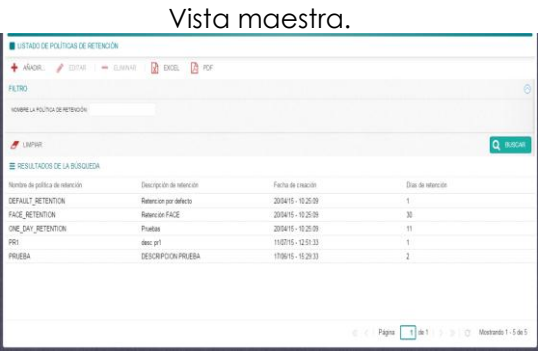 Vista maestra.
LISTADO DE POLÍTICAS DE RETENCIÓN
AÑADIR... EDITAR ELIMINAR EXCEL PDF
FILTRO
NOMBRE LA POLÍTICA DE RETENCIÓN:
LIMPIAR BUSCAR
RESULTADOS DE LA BÚSQUEDA
Nombre de política de retención Descripción de retención Fecha de creación Días de retención
DEFAULT_RETENTION Retencion por defecto 20/04/15 - 10:25:09 1
FACE_RETENTION Retención FACE 20/04/15 - 10:25:09 30
ONE_DAY_RETENTION Pruebas 20/04/15 - 10:25:09 11
PR1 desc pr1 11/07/15 - 12:51:33 1
PRUEBA DESCRIPCION PRUEBA 17/06/15 - 16:29:33 2
Página 1 de 1 Mostrando 1 - 5 de 5